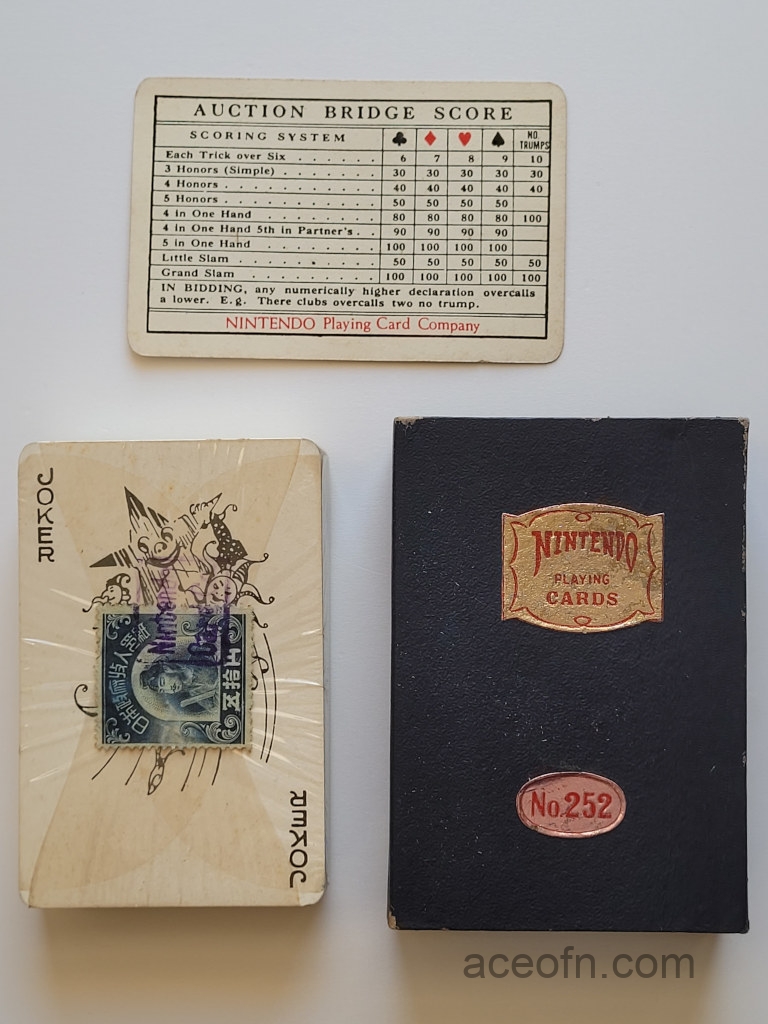 AUCTION BRIDGE SCORE
SCORING SYSTEM ♣ ♦ ♥ ♠ NO. TRUMPS
Each Trick over Six . . . . . . 6 7 8 9 10
3 Honors (Simple) . . . . . . . 30 30 30 30 30
4 Honors . . . . . . . . . . . 40 40 40 40 40
5 Honors . . . . . . . . . . . 50 50 50 50
4 in One Hand . . . . . . . . 80 80 80 80 100
4 in One Hand 5th in Partner's . . 90 90 90 90
5 in One Hand . . . . . . . . 100 100 100 100
Little Slam . . . . . . . . . . 50 50 50 50 50
Grand Slam . . . . . . . . . . 100 100 100 100 100
IN BIDDING, any numerically higher declaration overcalls
a lower. E.g. There clubs overcalls two no trump.
NINTENDO Playing Card Company
JOKER
JOKER
NINTENDO
PLAYING
CARDS
No.252
aceofn.com